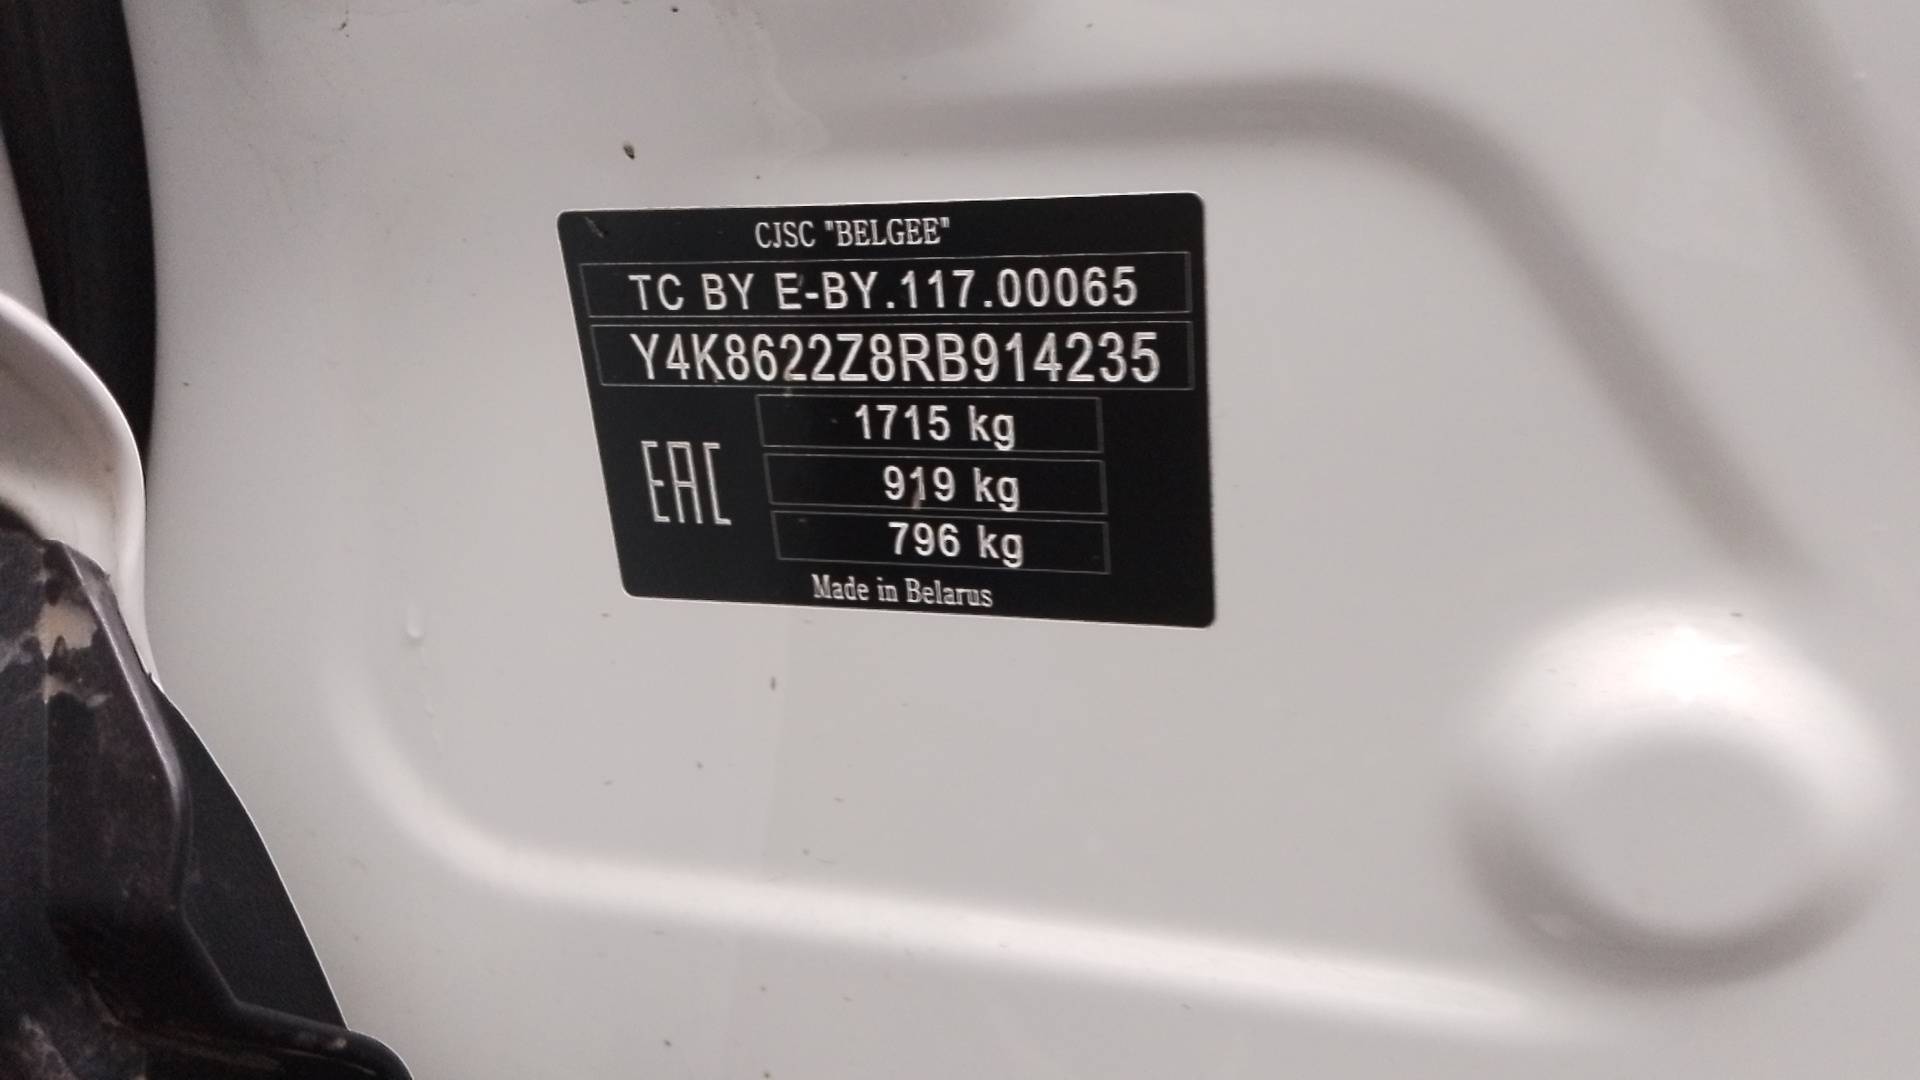 CJSC "BELGEE"
TC BY E-BY.117.00065
Y4K8622Z8RB914235
1715 kg
EAC
919 kg
796 kg
Made in Belarus